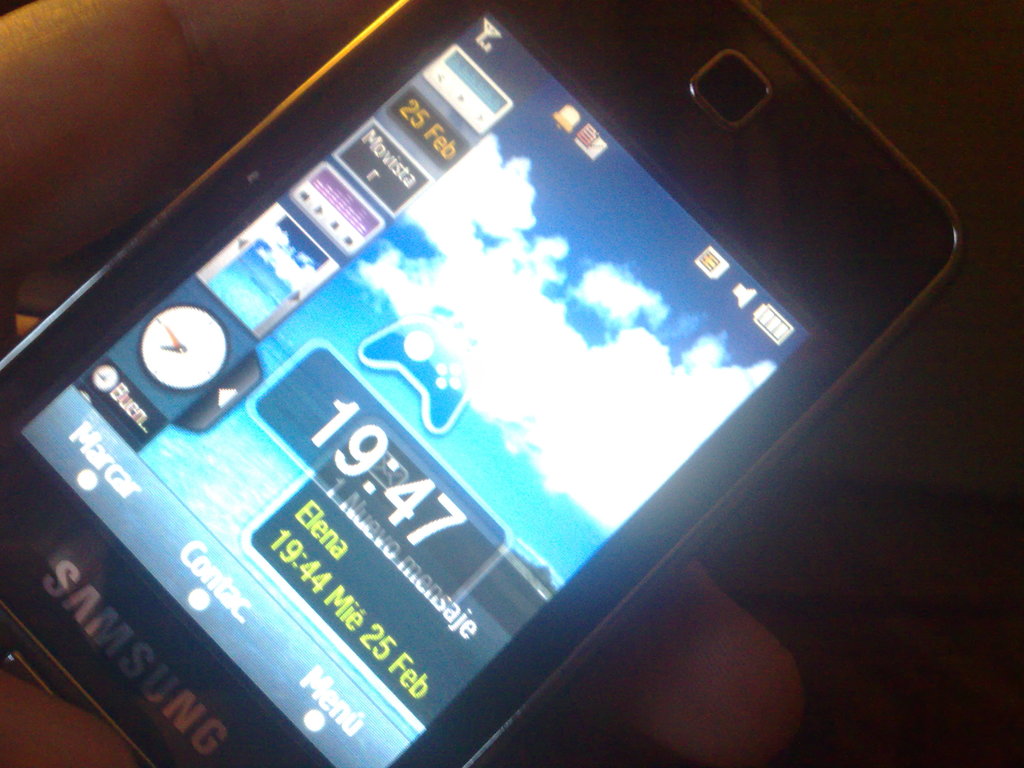 25 Feb
Movista
r
19:47
1 Nuevo mensaje
Elena
19:44 Mié 25 Feb
Marcar
Contac.
Menú
SAMSUNG